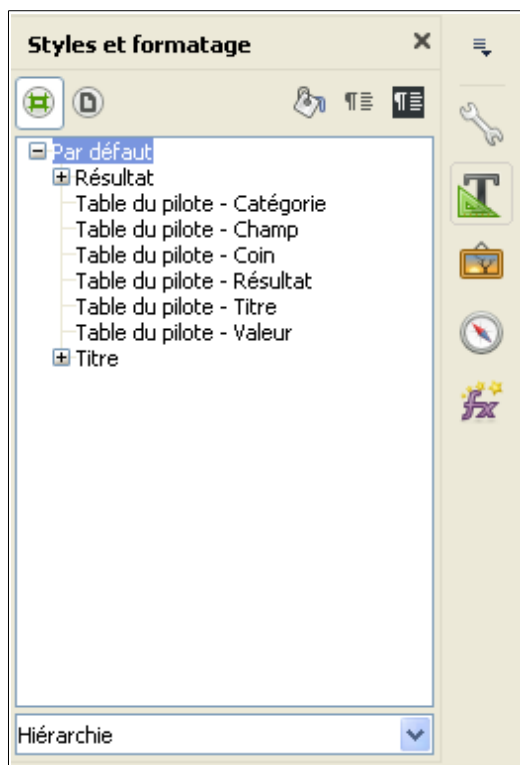 Styles et formatage
Par défaut
Résultat
Table du pilote - Catégorie
Table du pilote - Champ
Table du pilote - Coin
Table du pilote - Résultat
Table du pilote - Titre
Table du pilote - Valeur
Titre
Hiérarchie